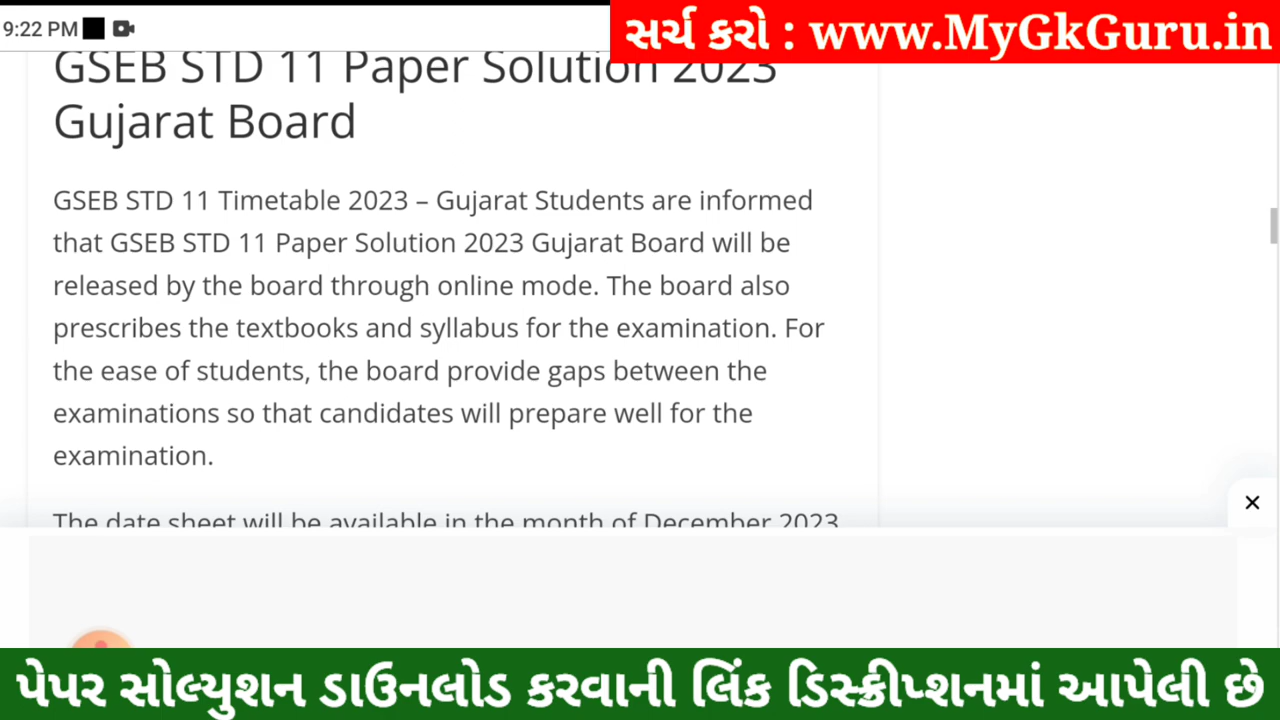 9:22 PM
સર્ચ કરો : www.MyGkGuru.in
GSEB STD 11 Paper Solution 2023
Gujarat Board
GSEB STD 11 Timetable 2023 – Gujarat Students are informed
that GSEB STD 11 Paper Solution 2023 Gujarat Board will be
released by the board through online mode. The board also
prescribes the textbooks and syllabus for the examination. For
the ease of students, the board provide gaps between the
examinations so that candidates will prepare well for the
examination.
The date sheet will be available in the month of December 2023
પેપર સોલ્યુશન ડાઉનલોડ કરવાની લિંક ડિસ્ક્રીપ્શનમાં આપેલી છે